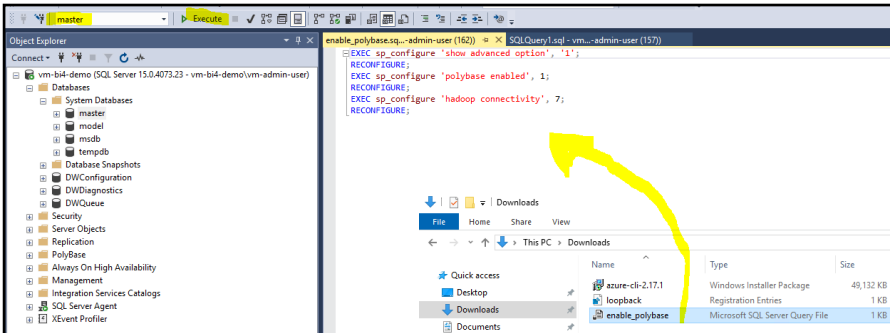 master
Execute
Object Explorer
Connect
vm-bi4-demo (SQL Server 15.0.4073.23 - vm-bi4-demo\vm-admin-user)
Databases
System Databases
master
model
msdb
tempdb
Database Snapshots
DWConfiguration
DWDiagnostics
DWQueue
Security
Server Objects
Replication
PolyBase
Always On High Availability
Management
Integration Services Catalogs
SQL Server Agent
XEvent Profiler
enable_polybase.sq...-admin-user (162))
SQLQuery1.sql - vm...-admin-user (157))
EXEC sp_configure 'show advanced option', '1';
RECONFIGURE;
EXEC sp_configure 'polybase enabled', 1;
RECONFIGURE;
EXEC sp_configure 'hadoop connectivity', 7;
RECONFIGURE;
Downloads
File Home Share View
This PC > Downloads
Quick access
Desktop
Downloads
Documents
Name Type Size
azure-cli-2.17.1 Windows Installer Package 49,132 KB
loopback Registration Entries 1 KB
enable_polybase Microsoft SQL Server Query File 1 KB